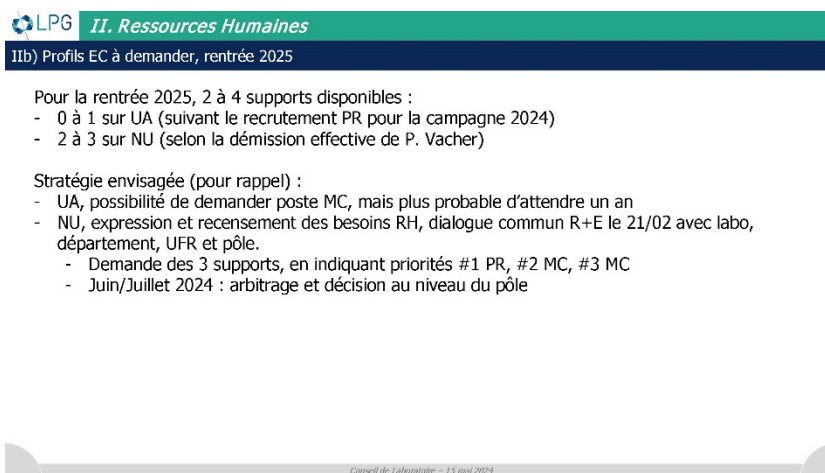 LPG
II. Ressources Humaines
IIb) Profils EC à demander, rentrée 2025
Pour la rentrée 2025, 2 à 4 supports disponibles :
- 0 à 1 sur UA (suivant le recrutement PR pour la campagne 2024)
- 2 à 3 sur NU (selon la démission effective de P. Vacher)
Stratégie envisagée (pour rappel) :
- UA, possibilité de demander poste MC, mais plus probable d'attendre un an
- NU, expression et recensement des besoins RH, dialogue commun R+E le 21/02 avec labo,
département, UFR et pôle.
- Demande des 3 supports, en indiquant priorités #1 PR, #2 MC, #3 MC
- Juin/Juillet 2024 : arbitrage et décision au niveau du pôle
Conseil de Laboratoire – 15 mai 2024